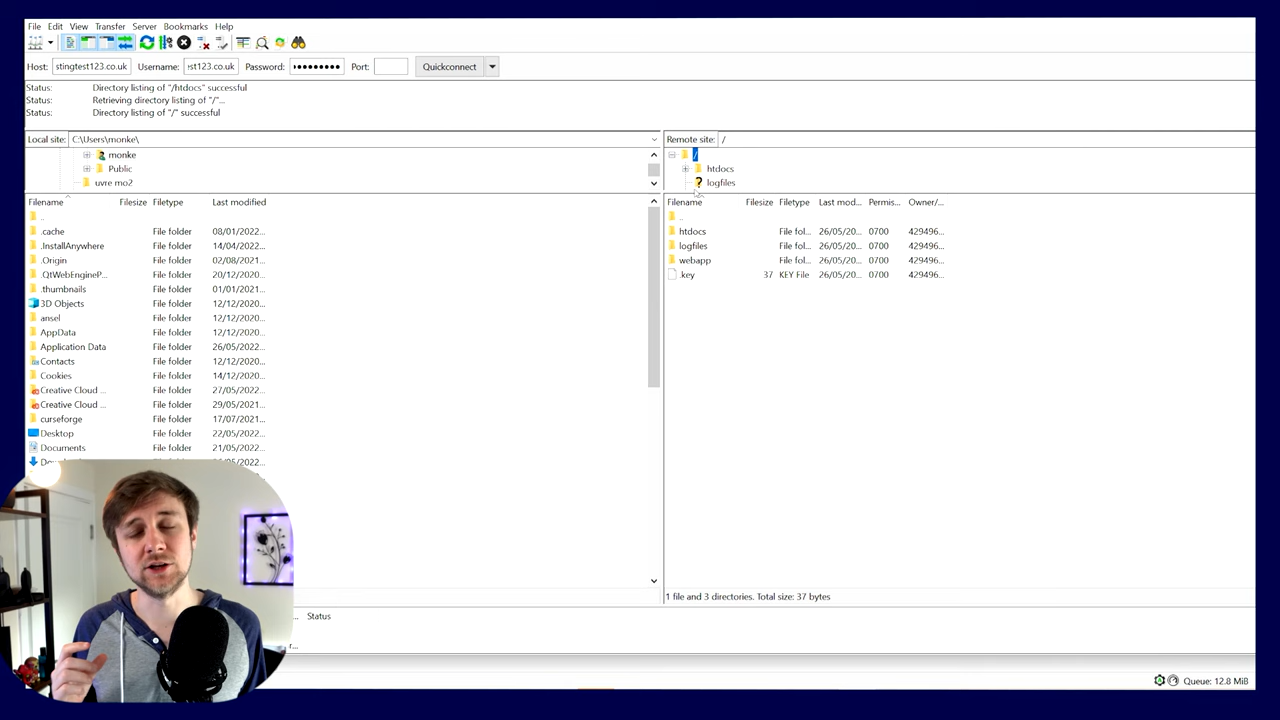 File Edit View Transfer Server Bookmarks Help
Host: stingtest123.co.uk Username: est123.co.uk Password: ●●●●●●●●● Port: Quickconnect
Status: Directory listing of "/htdocs" successful
Status: Retrieving directory listing of "/"...
Status: Directory listing of "/" successful
Local site: C:\Users\monke\
monke
Public
uvre mo2
Remote site: /
/
htdocs
? logfiles
Filename Filesize Filetype Last modified
..
.cache File folder 08/01/2022...
.InstallAnywhere File folder 14/04/2022...
.Origin File folder 02/08/2021...
.QtWebEngineP... File folder 20/12/2020...
.thumbnails File folder 01/01/2021...
3D Objects File folder 12/12/2020...
ansel File folder 12/12/2020...
AppData File folder 12/12/2020...
Application Data File folder 26/05/2022...
Contacts File folder 12/12/2020...
Cookies File folder 14/12/2020...
Creative Cloud ... File folder 27/05/2022...
Creative Cloud ... File folder 29/05/2021...
curseforge File folder 17/07/2021...
Desktop File folder 22/05/2022...
Documents File folder 21/05/2022...
Filename Filesize Filetype Last mod... Permis... Owner/...
..
htdocs File fol... 26/05/20... 0700 429496...
logfiles File fol... 26/05/20... 0700 429496...
webapp File fol... 26/05/20... 0700 429496...
.key 37 KEY File 26/05/20... 0700 429496...
1 file and 3 directories. Total size: 37 bytes
... Status
r...
Queue: 12.8 MiB